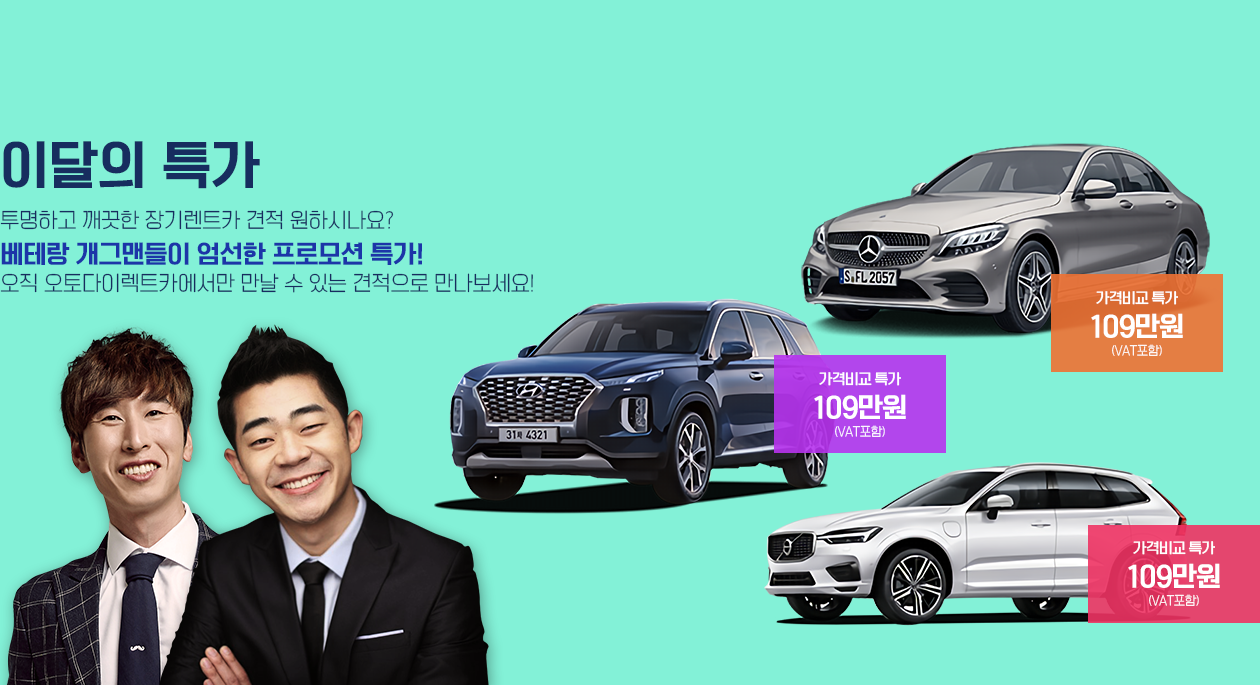 이달의 특가
투명하고 깨끗한 장기렌트카 견적 원하시나요?
베테랑 개그맨들이 엄선한 프로모션 특가!
오직 오토다이렉트카에서만 만날 수 있는 견적으로 만나보세요!
S·FL 2057
가격비교 특가
109만원
(VAT포함)
31저 4321
가격비교 특가
109만원
(VAT포함)
가격비교 특가
109만원
(VAT포함)